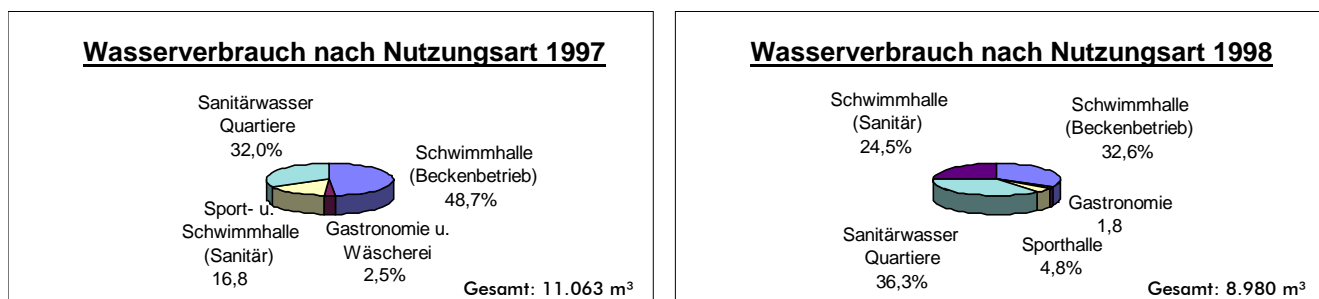 Wasserverbrauch nach Nutzungsart 1997
Sanitärwasser
Quartiere
32,0%
Schwimmhalle
(Beckenbetrieb)
48,7%
Sport- u.
Schwimmhalle
(Sanitär)
16,8
Gastronomie u.
Wäscherei
2,5%
Gesamt: 11.063 m³
Wasserverbrauch nach Nutzungsart 1998
Schwimmhalle
(Sanitär)
24,5%
Schwimmhalle
(Beckenbetrieb)
32,6%
Gastronomie
1,8
Sporthalle
4,8%
Sanitärwasser
Quartiere
36,3%
Gesamt: 8.980 m³